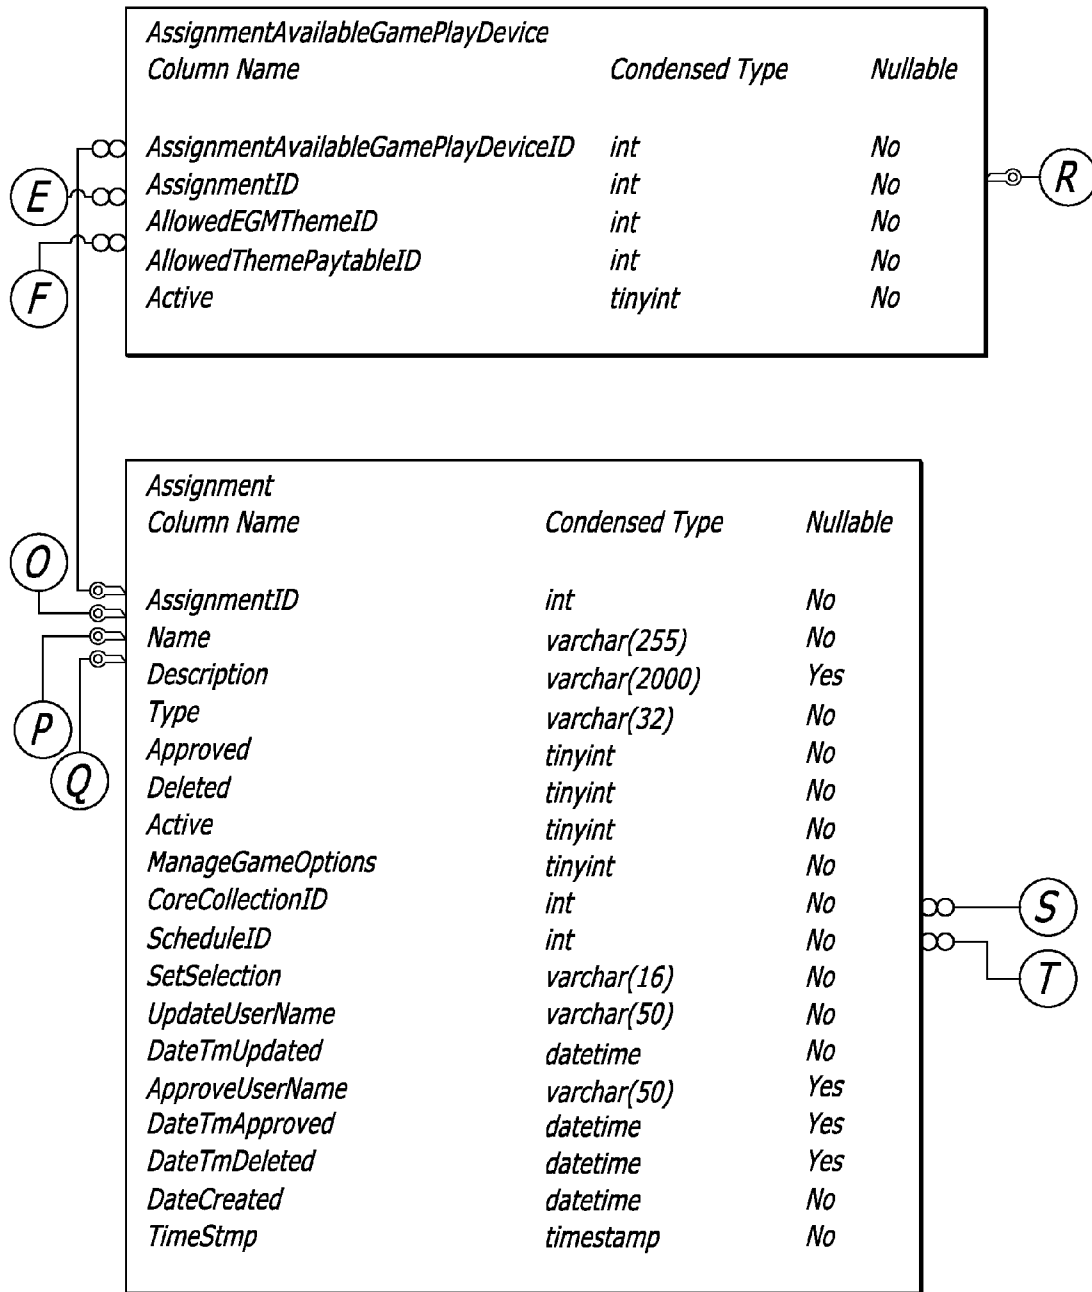 AssignmentAvailableGamePlayDevice
Column Name Condensed Type Nullable
AssignmentAvailableGamePlayDeviceID int No
AssignmentID int No
AllowedEGMThemeID int No
AllowedThemePaytableID int No
Active tinyint No
E
F
R
Assignment
Column Name Condensed Type Nullable
AssignmentID int No
Name varchar(255) No
Description varchar(2000) Yes
Type varchar(32) No
Approved tinyint No
Deleted tinyint No
Active tinyint No
ManageGameOptions tinyint No
CoreCollectionID int No
ScheduleID int No
SetSelection varchar(16) No
UpdateUserName varchar(50) No
DateTmUpdated datetime No
ApproveUserName varchar(50) Yes
DateTmApproved datetime Yes
DateTmDeleted datetime Yes
DateCreated datetime No
TimeStmp timestamp No
O
P
Q
S
T